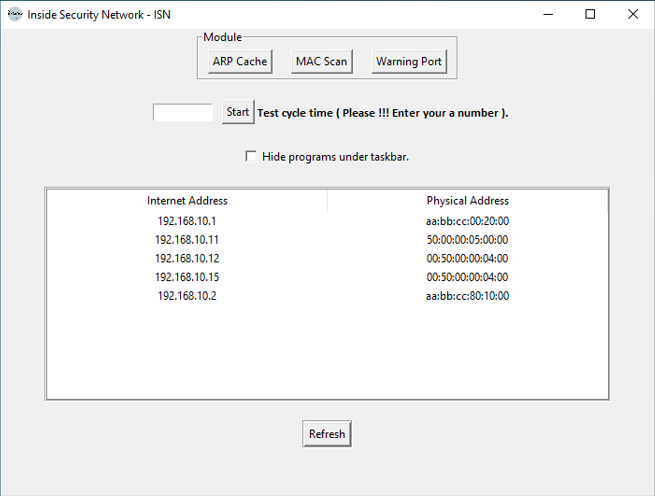 Inside Security Network - ISN
Module
ARP Cache MAC Scan Warning Port
Start Test cycle time ( Please !!! Enter your a number ).
Hide programs under taskbar.
Internet Address Physical Address
192.168.10.1 aa:bb:cc:00:20:00
192.168.10.11 50:00:00:05:00:00
192.168.10.12 00:50:00:00:04:00
192.168.10.15 00:50:00:00:04:00
192.168.10.2 aa:bb:cc:80:10:00
Refresh